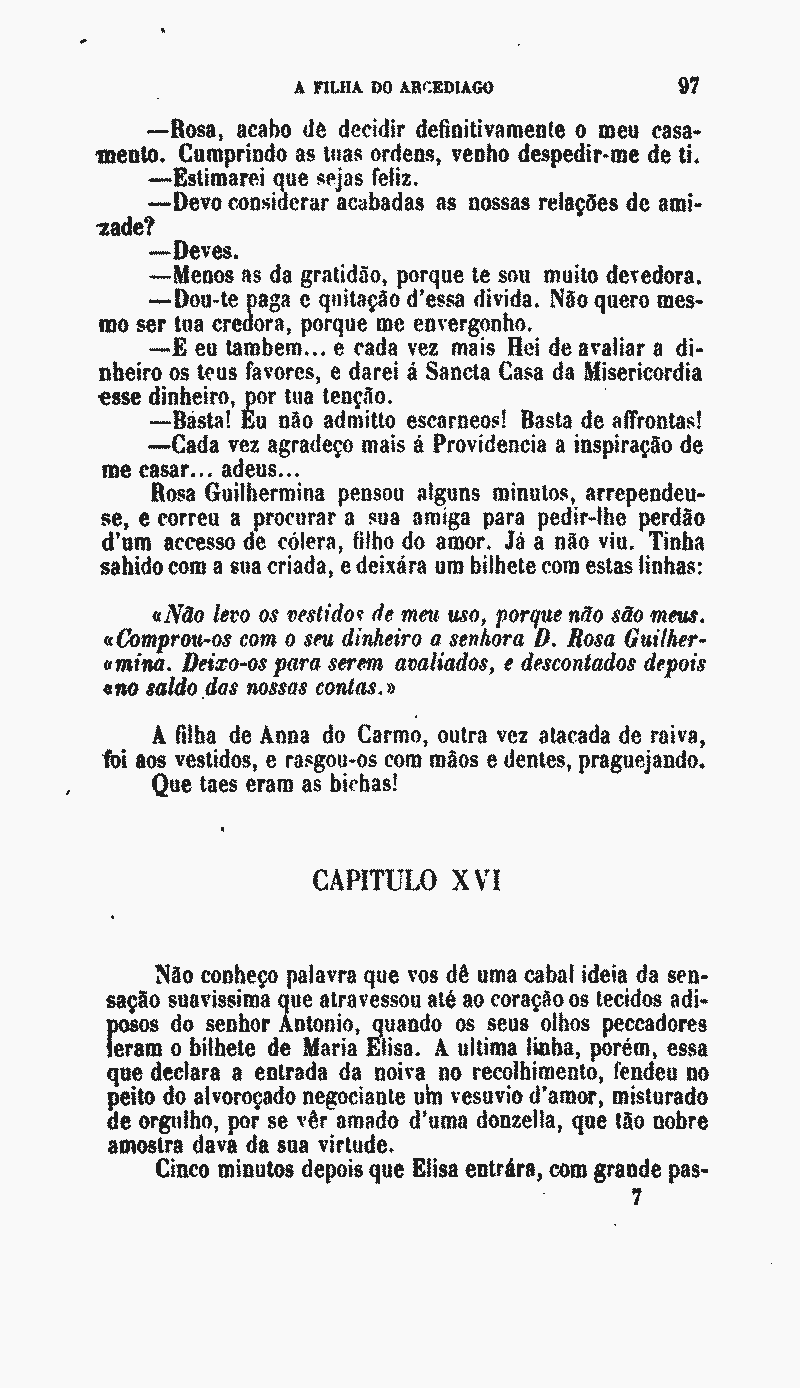 A FILHA DO ARCEDIAGO 97
—Rosa, acabo de decidir definitivamente o meu casa-
mento. Cumprindo as tuas ordens, venho despedir-me de ti.
—Estimarei que sejas feliz.
—Devo considerar acabadas as nossas relações de ami-
zade?
—Deves.
—Menos as da gratidão, porque te sou muito devedora.
—Dou-te paga e quitação d'essa divida. Não quero mes-
mo ser tua credora, porque me envergonho.
—E eu tambem... e cada vez mais Hei de avaliar a di-
nheiro os teus favores, e darei á Sancta Casa da Misericordia
esse dinheiro, por tua tenção.
—Basta! Eu não admitto escarneos! Basta de affrontas!
—Cada vez agradeço mais á Providencia a inspiração de
me casar... adeus...
Rosa Guilhermina pensou alguns minutos, arrependeu-
se, e correu a procurar a sua amiga para pedir-lhe perdão
d'um accesso de cólera, filho do amor. Já a não viu. Tinha
sahido com a sua criada, e deixára um bilhete com estas linhas:
«Não levo os vestidos de meu uso, porque não são meus.
«Comprou-os com o seu dinheiro a senhora D. Rosa Guilher-
«mina. Deixo-os para serem avaliados, e descontados depois
«no saldo das nossas contas.»
A filha de Anna do Carmo, outra vez atacada de raiva,
foi aos vestidos, e rasgou-os com mãos e dentes, praguejando.
Que taes eram as bichas!
CAPITULO XVI
Não conheço palavra que vos dê uma cabal ideia da sen-
sação suavissima que atravessou até ao coração os tecidos adi-
posos do senhor Antonio, quando os seus olhos peccadores
leram o bilhete de Maria Elisa. A ultima linha, porém, essa
que declara a entrada da noiva no recolhimento, fendeu no
peito do alvoroçado negociante um vesuvio d'amor, misturado
de orgulho, por se vêr amado d'uma donzella, que tão nobre
amostra dava da sua virtude.
Cinco minutos depois que Elisa entrára, com grande pas-
7